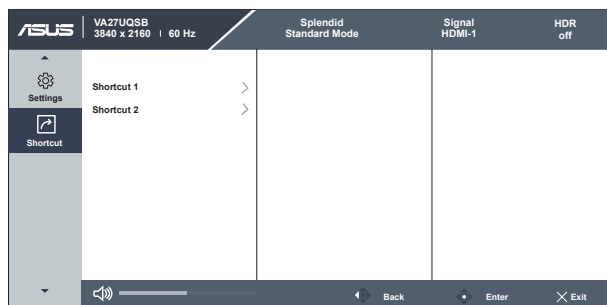 ASUS
VA27UQSB
3840 x 2160 | 60 Hz
Splendid
Standard Mode
Signal
HDMI-1
HDR
off
Settings
Shortcut
Shortcut 1
Shortcut 2
Back
Enter
Exit